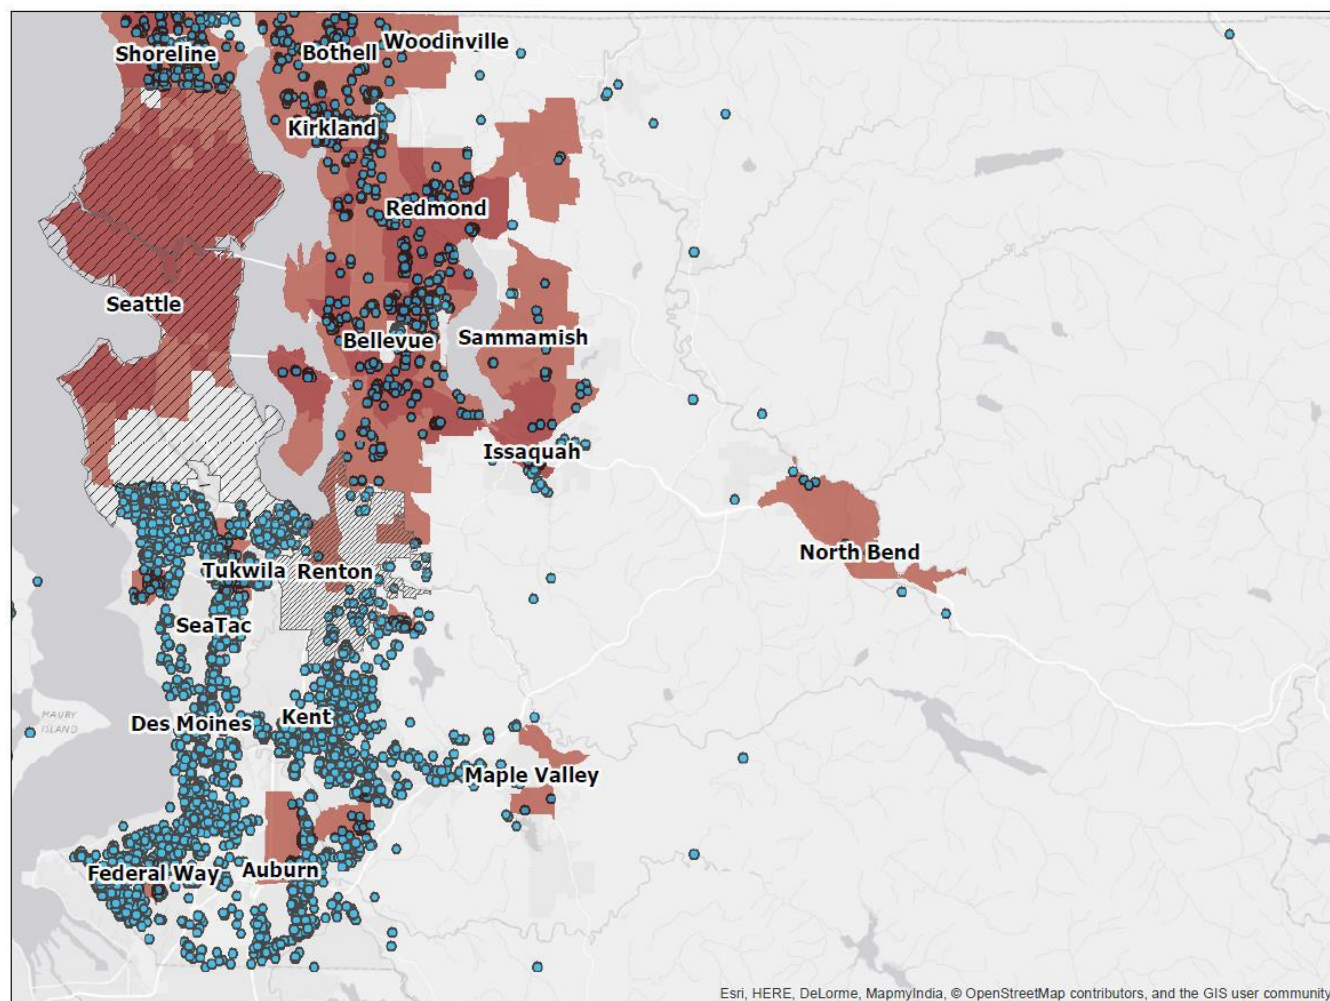 Shoreline
Bothell
Woodinville
Kirkland
Redmond
Seattle
Bellevue
Sammamish
Issaquah
North Bend
Tukwila
Renton
SeaTac
MAURY
ISLAND
Des Moines
Kent
Maple Valley
Federal Way
Auburn
Esri, HERE, DeLorme, MapmyIndia, © OpenStreetMap contributors, and the GIS user community